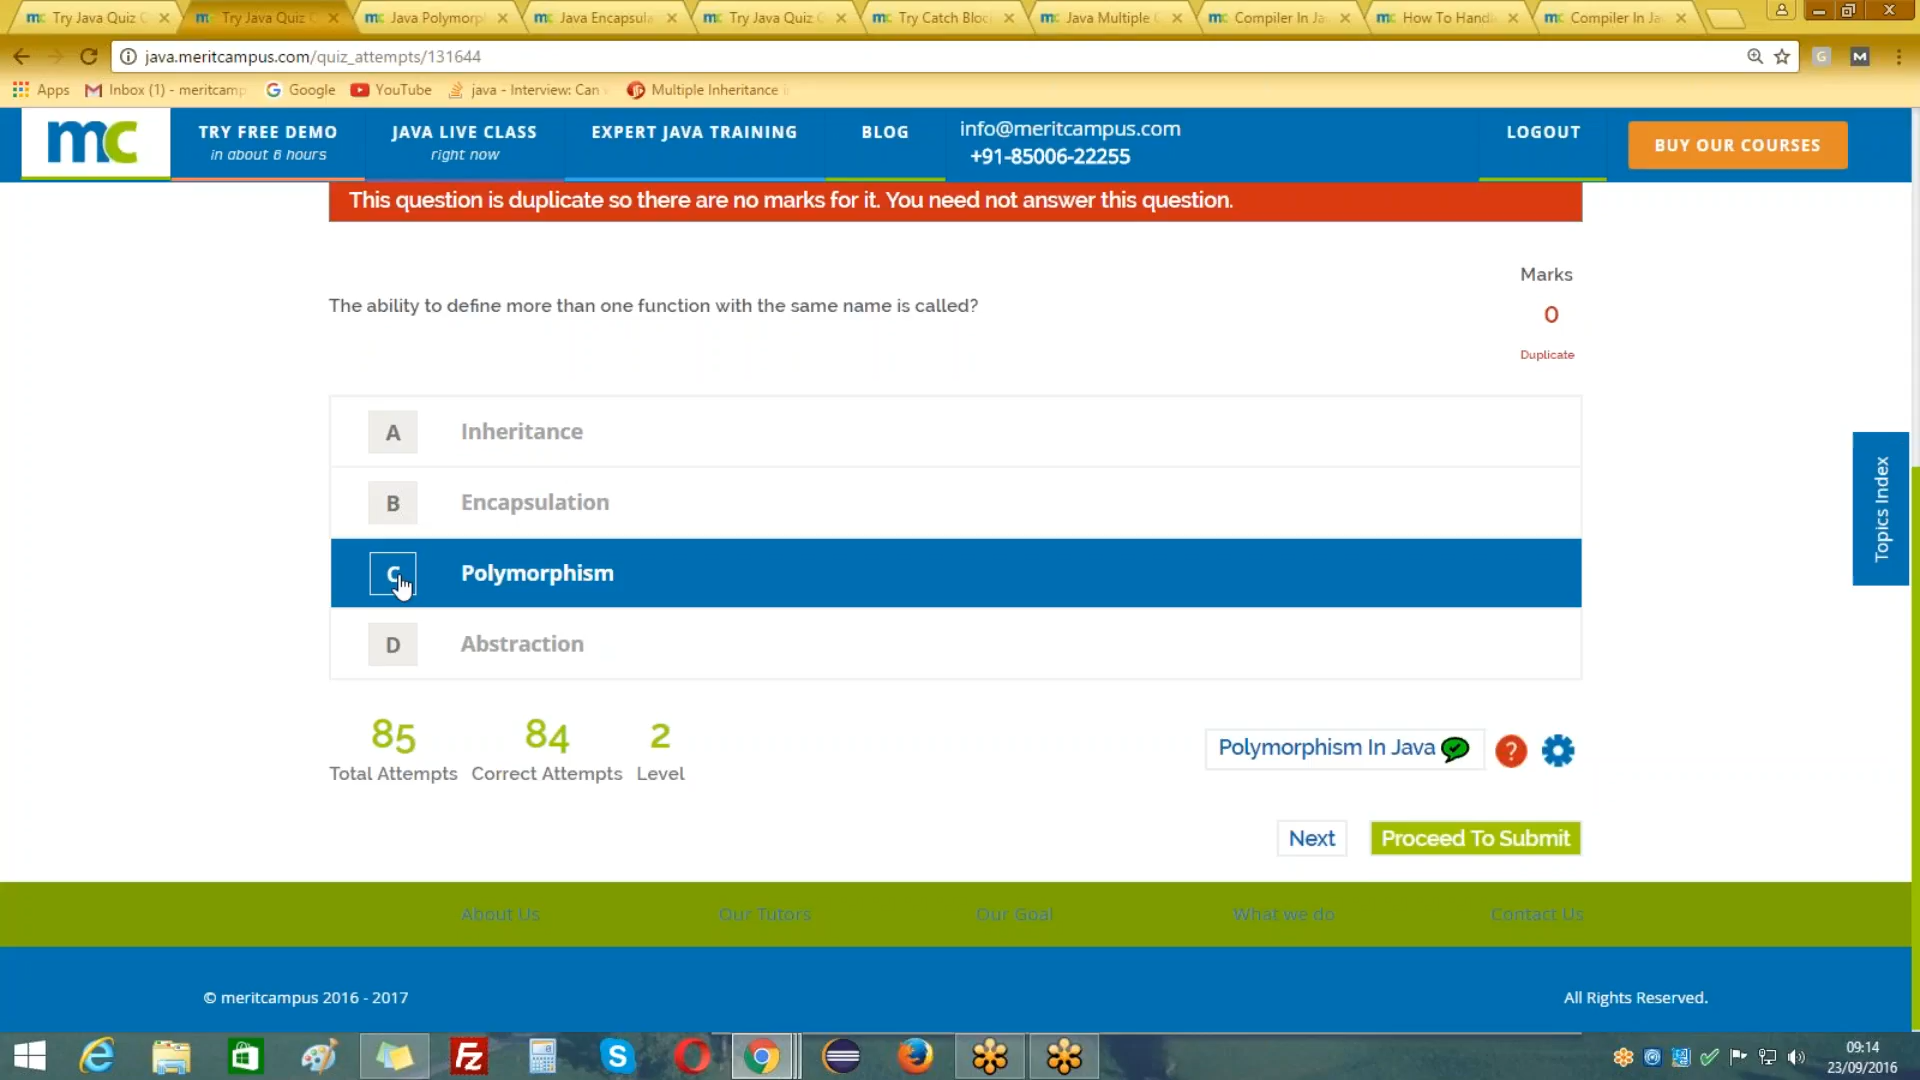 Try Java Quiz
Try Java Quiz
Java Polymorp
Java Encapsula
Try Java Quiz
Try Catch Bloc
Java Multiple
Compiler In Ja
How To Handl
Compiler In Ja
java.meritcampus.com/quiz_attempts/131644
Apps
Inbox (1) - meritcamp
Google
YouTube
java - Interview: Can
Multiple Inheritance
mc
TRY FREE DEMO
in about 6 hours
JAVA LIVE CLASS
right now
EXPERT JAVA TRAINING
BLOG
info@meritcampus.com
+91-85006-22255
LOGOUT
BUY OUR COURSES
This question is duplicate so there are no marks for it. You need not answer this question.
Marks
0
Duplicate
The ability to define more than one function with the same name is called?
A Inheritance
B Encapsulation
C Polymorphism
D Abstraction
Topics Index
85 84 2
Total Attempts Correct Attempts Level
Polymorphism In Java
?
Next
Proceed To Submit
About Us
Our Tutors
Our Goal
What we do
Contact Us
© meritcampus 2016 - 2017
All Rights Reserved.
09:14
23/09/2016